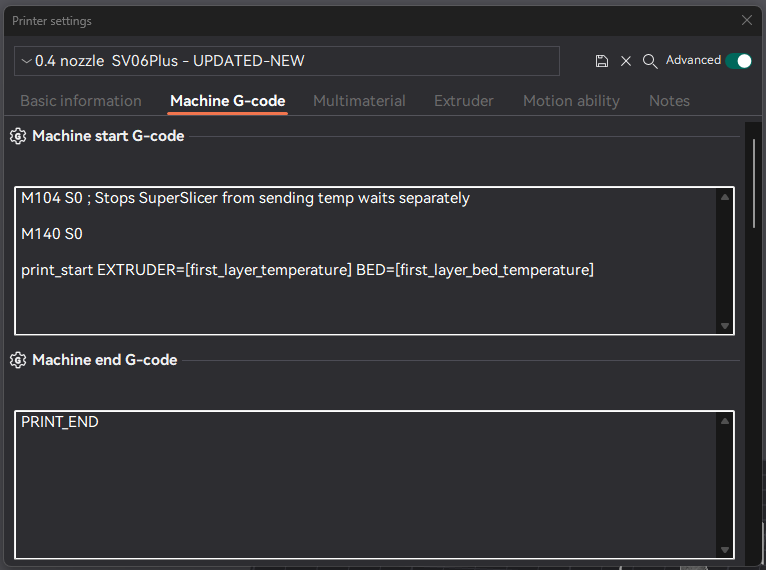 Printer settings
0.4 nozzle SV06Plus - UPDATED-NEW
Advanced
Basic information Machine G-code Multimaterial Extruder Motion ability Notes
Machine start G-code
M104 S0 ; Stops SuperSlicer from sending temp waits separately
M140 S0
print_start EXTRUDER=[first_layer_temperature] BED=[first_layer_bed_temperature]
Machine end G-code
PRINT_END